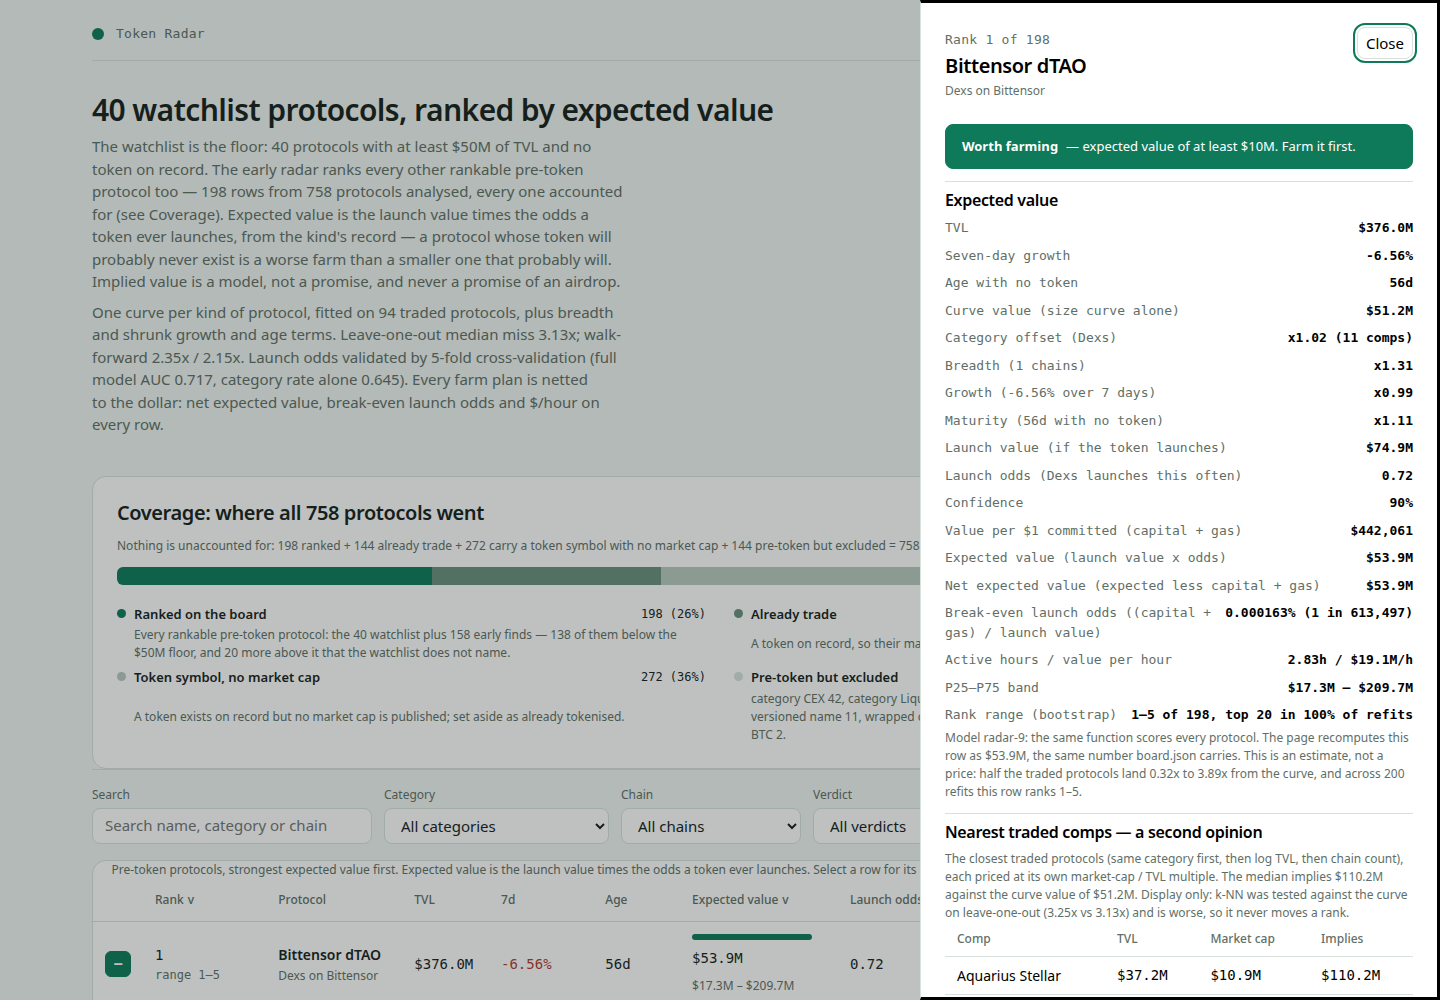 Token Radar
40 watchlist protocols, ranked by expected value
The watchlist is the floor: 40 protocols with at least $50M of TVL and no
token on record. The early radar ranks every other rankable pre-token
protocol too — 198 rows from 758 protocols analysed, every one accounted
for (see Coverage). Expected value is the launch value times the odds a
token ever launches, from the kind's record — a protocol whose token will
probably never exist is a worse farm than a smaller one that probably will.
Implied value is a model, not a promise, and never a promise of an airdrop.
One curve per kind of protocol, fitted on 94 traded protocols, plus breadth
and shrunk growth and age terms. Leave-one-out median miss 3.13x; walk-
forward 2.35x / 2.15x. Launch odds validated by 5-fold cross-validation (full
model AUC 0.717, category rate alone 0.645). Every farm plan is netted
to the dollar: net expected value, break-even launch odds and $/hour on
every row.
Coverage: where all 758 protocols went
Nothing is unaccounted for: 198 ranked + 144 already trade + 272 carry a token symbol with no market cap + 144 pre-token but excluded = 758
Ranked on the board 198 (26%)
Every rankable pre-token protocol: the 40 watchlist plus 158 early finds — 138 of them below the
$50M floor, and 20 more above it that the watchlist does not name.
Already trade
A token on record, so their ma
Token symbol, no market cap 272 (36%)
A token exists on record but no market cap is published; set aside as already tokenised.
Pre-token but excluded
category CEX 42, category Liqu
versioned name 11, wrapped
BTC 2.
Search Category Chain Verdict
Search name, category or chain All categories All chains All verdicts
Pre-token protocols, strongest expected value first. Expected value is the launch value times the odds a token ever launches. Select a row for its
Rank v Protocol TVL 7d Age Expected value v Launch odds
1 Bittensor dTAO $376.0M -6.56% 56d $53.9M 0.72
range 1–5 Dexs on Bittensor $17.3M – $209.7M
Rank 1 of 198
Close
Bittensor dTAO
Dexs on Bittensor
Worth farming — expected value of at least $10M. Farm it first.
Expected value
TVL $376.0M
Seven-day growth -6.56%
Age with no token 56d
Curve value (size curve alone) $51.2M
Category offset (Dexs) x1.02 (11 comps)
Breadth (1 chains) x1.31
Growth (-6.56% over 7 days) x0.99
Maturity (56d with no token) x1.11
Launch value (if the token launches) $74.9M
Launch odds (Dexs launches this often) 0.72
Confidence 90%
Value per $1 committed (capital + gas) $442,061
Expected value (launch value x odds) $53.9M
Net expected value (expected less capital + gas) $53.9M
Break-even launch odds ((capital + 0.000163% (1 in 613,497)
gas) / launch value)
Active hours / value per hour 2.83h / $19.1M/h
P25–P75 band $17.3M – $209.7M
Rank range (bootstrap) 1–5 of 198, top 20 in 100% of refits
Model radar-9: the same function scores every protocol. The page recomputes this
row as $53.9M, the same number board.json carries. This is an estimate, not a
price: half the traded protocols land 0.32x to 3.89x from the curve, and across 200
refits this row ranks 1–5.
Nearest traded comps — a second opinion
The closest traded protocols (same category first, then log TVL, then chain count),
each priced at its own market-cap / TVL multiple. The median implies $110.2M
against the curve value of $51.2M. Display only: k-NN was tested against the curve
on leave-one-out (3.25x vs 3.13x) and is worse, so it never moves a rank.
Comp TVL Market cap Implies
Aquarius Stellar $37.2M $10.9M $110.2M